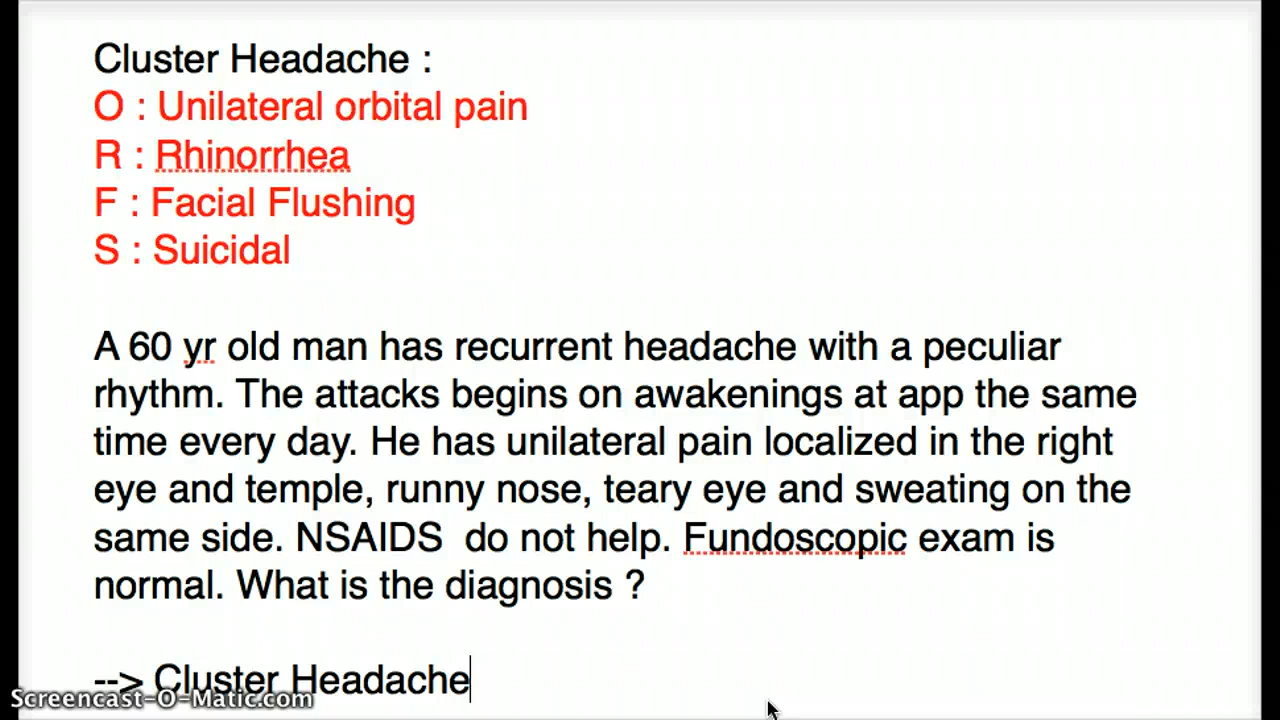 Cluster Headache :
O : Unilateral orbital pain
R : Rhinorrhea
F : Facial Flushing
S : Suicidal
A 60 yr old man has recurrent headache with a peculiar
rhythm. The attacks begins on awakenings at app the same
time every day. He has unilateral pain localized in the right
eye and temple, runny nose, teary eye and sweating on the
same side. NSAIDS  do not help. Fundoscopic exam is
normal. What is the diagnosis ?
--> Cluster Headache
Screencast-O-Matic.com